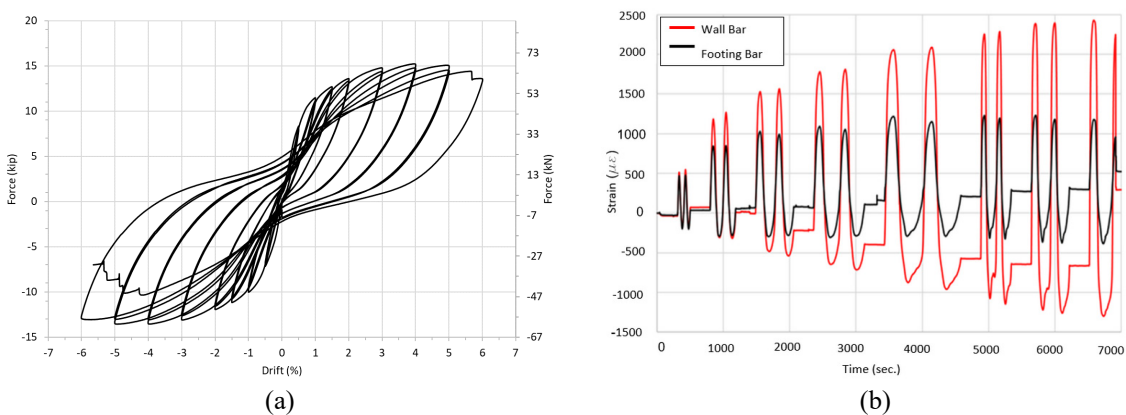 20
15
10
5
0
-5
-10
-15
Force (kip)
73
53
33
13
-7
-27
-47
-67
Force (kN)
-7 -6 -5 -4 -3 -2 -1 0 1 2 3 4 5 6 7
Drift (%)
(a)
2500
2000
1500
1000
500
0
-500
-1000
-1500
Strain (με)
Wall Bar
Footing Bar
0 1000 2000 3000 4000 5000 6000 7000
Time (sec.)
(b)